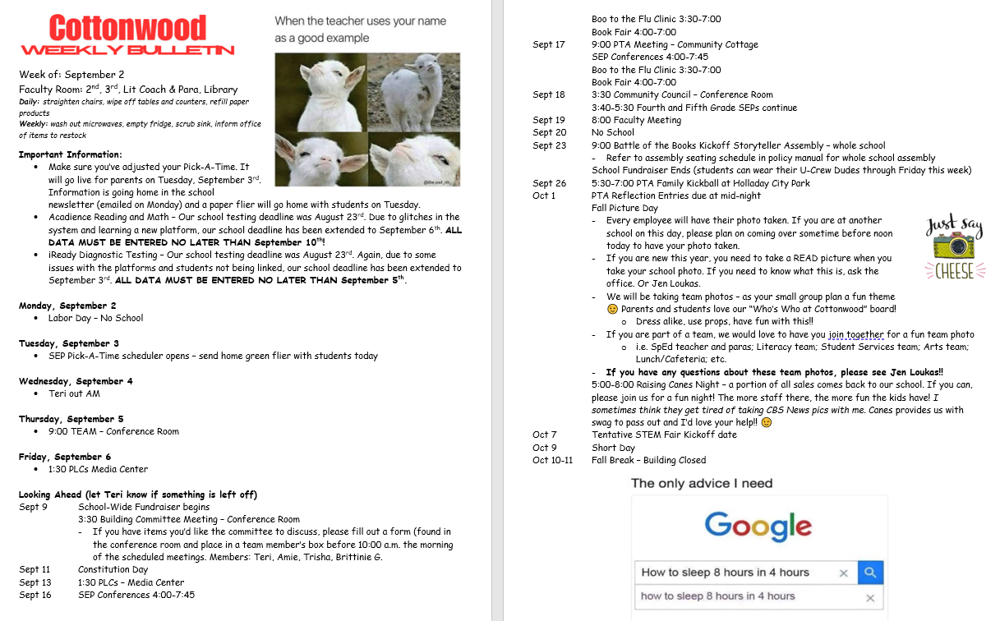 Cottonwood
WEEKLY BULLETIN
When the teacher uses your name
as a good example
@the.owl_nh_
Week of: September 2
Faculty Room: 2nd, 3rd, Lit Coach & Para, Library
Daily: straighten chairs, wipe off tables and counters, refill paper
products
Weekly: wash out microwaves, empty fridge, scrub sink, inform office
of items to restock
Important Information:
• Make sure you've adjusted your Pick-A-Time. It
will go live for parents on Tuesday, September 3rd.
Information is going home in the school
newsletter (emailed on Monday) and a paper flier will go home with students on Tuesday.
• Acadience Reading and Math – Our school testing deadline was August 23rd. Due to glitches in the
system and learning a new platform, our school deadline has been extended to September 6th. ALL
DATA MUST BE ENTERED NO LATER THAN September 10th!
• iReady Diagnostic Testing – Our school testing deadline was August 23rd. Again, due to some
issues with the platforms and students not being linked, our school deadline has been extended to
September 3rd. ALL DATA MUST BE ENTERED NO LATER THAN September 5th.
Monday, September 2
• Labor Day – No School
Tuesday, September 3
• SEP Pick-A-Time scheduler opens – send home green flier with students today
Wednesday, September 4
• Teri out AM
Thursday, September 5
• 9:00 TEAM – Conference Room
Friday, September 6
• 1:30 PLCs Media Center
Looking Ahead (let Teri know if something is left off)
Sept 9 School-Wide Fundraiser begins
3:30 Building Committee Meeting – Conference Room
- If you have items you'd like the committee to discuss, please fill out a form (found in
the conference room and place in a team member's box before 10:00 a.m. the morning
of the scheduled meetings. Members: Teri, Amie, Trisha, Brittinie G.
Sept 11 Constitution Day
Sept 13 1:30 PLCs – Media Center
Sept 16 SEP Conferences 4:00-7:45
Boo to the Flu Clinic 3:30-7:00
Book Fair 4:00-7:00
Sept 17 9:00 PTA Meeting – Community Cottage
SEP Conferences 4:00-7:45
Boo to the Flu Clinic 3:30-7:00
Book Fair 4:00-7:00
Sept 18 3:30 Community Council – Conference Room
3:40-5:30 Fourth and Fifth Grade SEPs continue
Sept 19 8:00 Faculty Meeting
Sept 20 No School
Sept 23 9:00 Battle of the Books Kickoff Storyteller Assembly – whole school
- Refer to assembly seating schedule in policy manual for whole school assembly
School Fundraiser Ends (students can wear their U-Crew Dudes through Friday this week)
Sept 26 5:30-7:00 PTA Family Kickball at Holladay City Park
Oct 1 PTA Reflection Entries due at mid-night
Fall Picture Day
- Every employee will have their photo taken. If you are at another
school on this day, please plan on coming over sometime before noon
today to have your photo taken.
- If you are new this year, you need to take a READ picture when you
take your school photo. If you need to know what this is, ask the
office. Or Jen Loukas.
- We will be taking team photos – as your small group plan a fun theme
😉 Parents and students love our "Who's Who at Cottonwood" board!
o Dress alike, use props, have fun with this!!
- If you are part of a team, we would love to have you join together for a fun team photo
o i.e. SpEd teacher and paras; Literacy team; Student Services team; Arts team;
Lunch/Cafeteria; etc.
- If you have any questions about these team photos, please see Jen Loukas!!
Just say
CHEESE
5:00-8:00 Raising Canes Night – a portion of all sales comes back to our school. If you can,
please join us for a fun night! The more staff there, the more fun the kids have! I
sometimes think they get tired of taking CBS News pics with me. Canes provides us with
swag to pass out and I'd love your help!! 😉
Oct 7 Tentative STEM Fair Kickoff date
Oct 9 Short Day
Oct 10-11 Fall Break – Building Closed
The only advice I need
Google
How to sleep 8 hours in 4 hours
how to sleep 8 hours in 4 hours